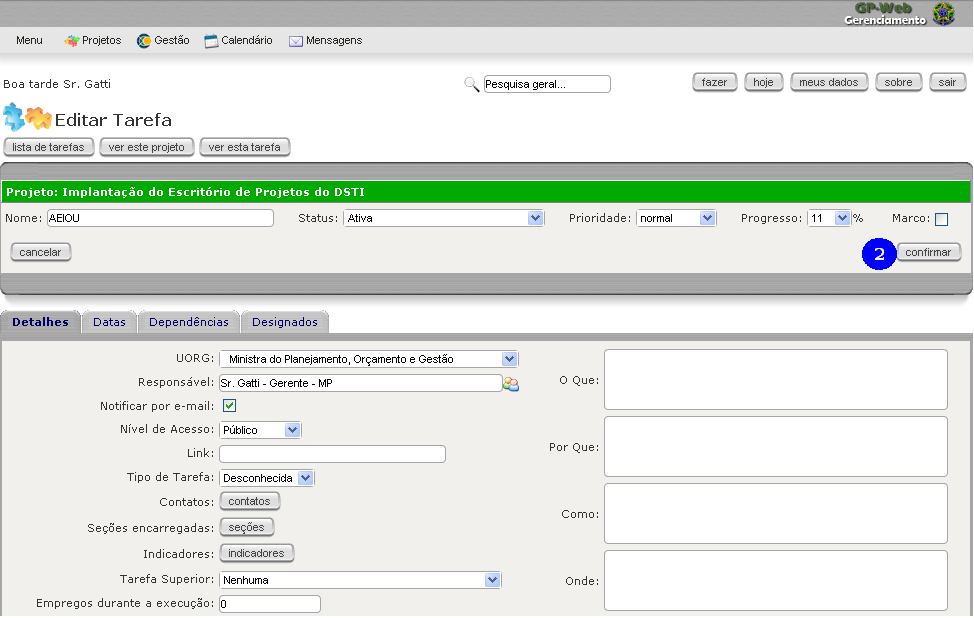 GP-Web
Gerenciamento
Menu Projetos Gestão Calendário Mensagens
Boa tarde Sr. Gatti Pesquisa geral... fazer hoje meus dados sobre sair
Editar Tarefa
lista de tarefas ver este projeto ver esta tarefa
Projeto: Implantação do Escritório de Projetos do DSTI
Nome: AEIOU Status: Ativa Prioridade: normal Progresso: 11 % Marco:
cancelar 2 confirmar
Detalhes Datas Dependências Designados
UORG: Ministra do Planejamento, Orçamento e Gestão
Responsável: Sr. Gatti - Gerente - MP
Notificar por e-mail:
Nível de Acesso: Público
Link:
Tipo de Tarefa: Desconhecida
Contatos: contatos
Seções encarregadas: seções
Indicadores: indicadores
Tarefa Superior: Nenhuma
Empregos durante a execução: 0
O Que:
Por Que:
Como:
Onde: